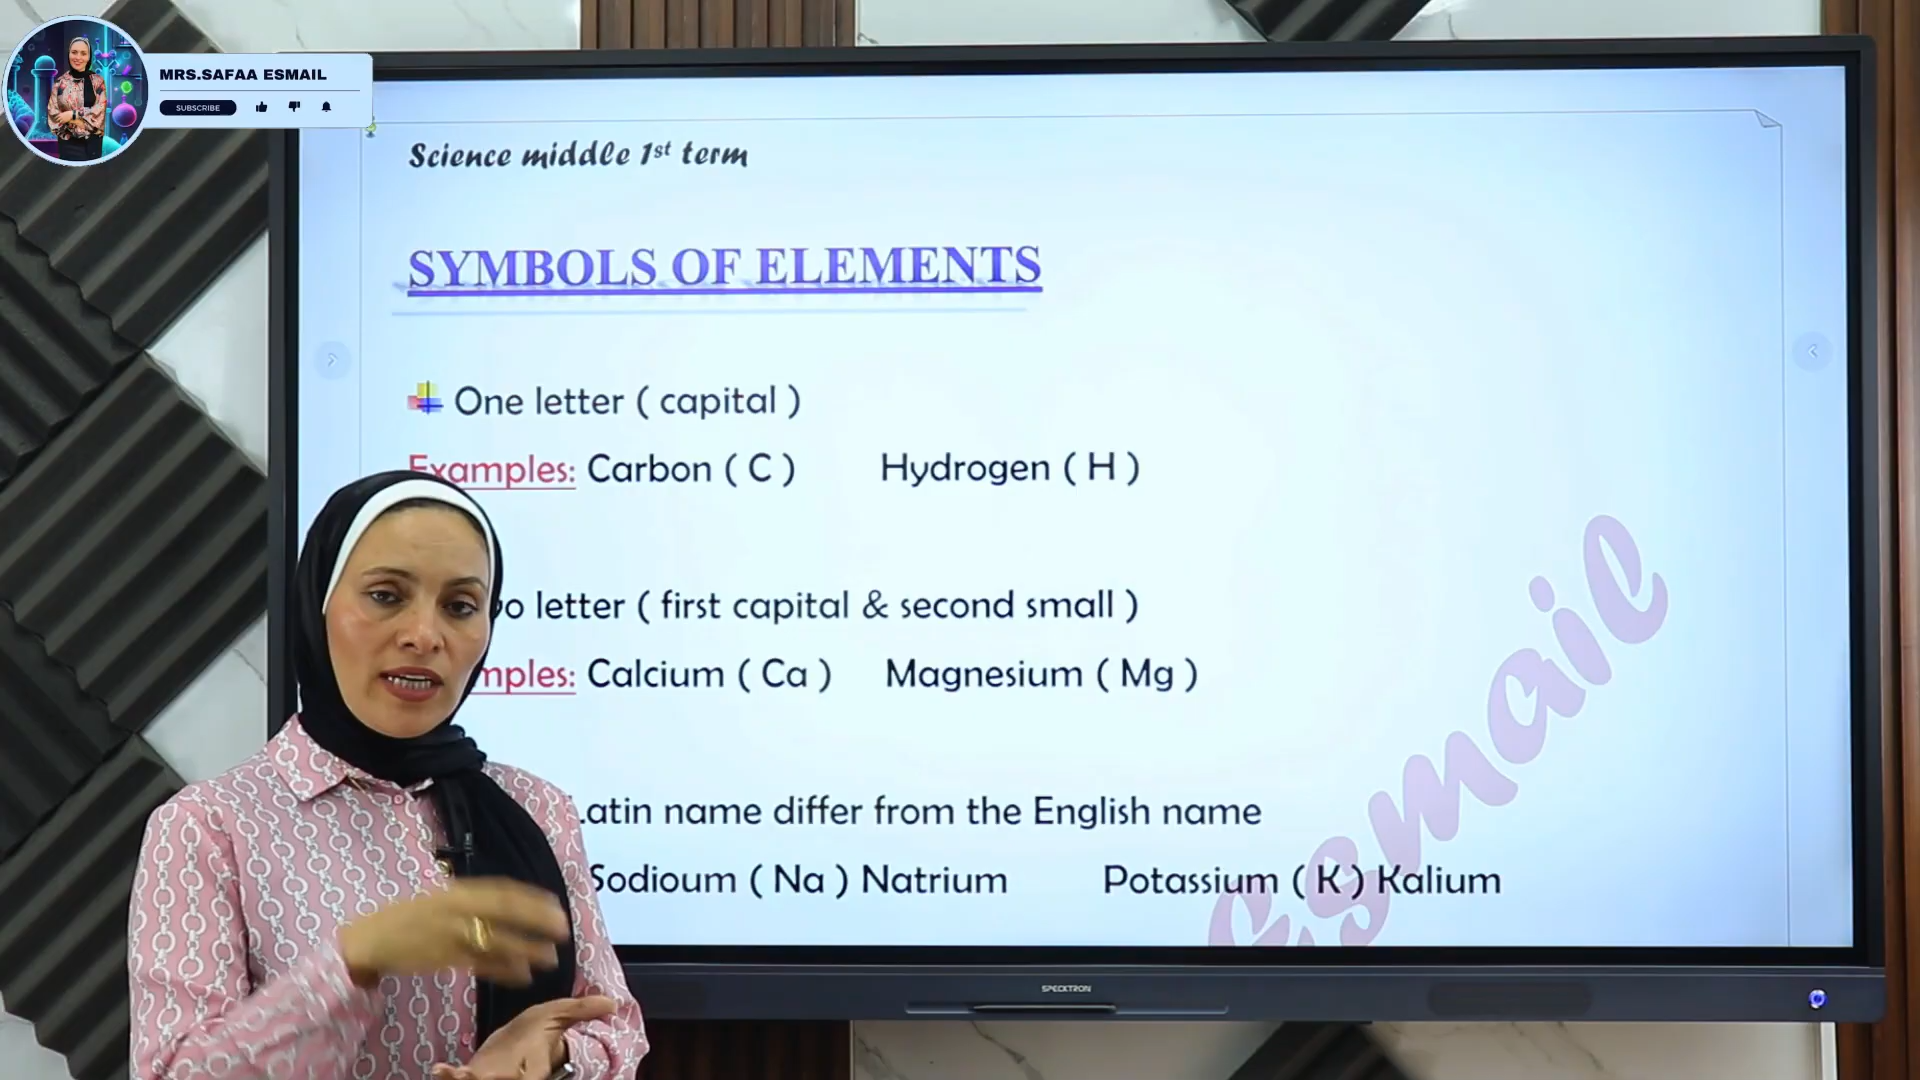 MRS.SAFAA ESMAIL
SUBSCRIBE
Science middle 1st term
SYMBOLS OF ELEMENTS
One letter ( capital )
Examples: Carbon ( C ) Hydrogen ( H )
letter ( first capital & second small )
Calcium ( Ca ) Magnesium ( Mg )
Latin name differ from the English name
Sodioum ( Na ) Natrium Potassium ( K ) Kalium
Esmail
SPECKTRON